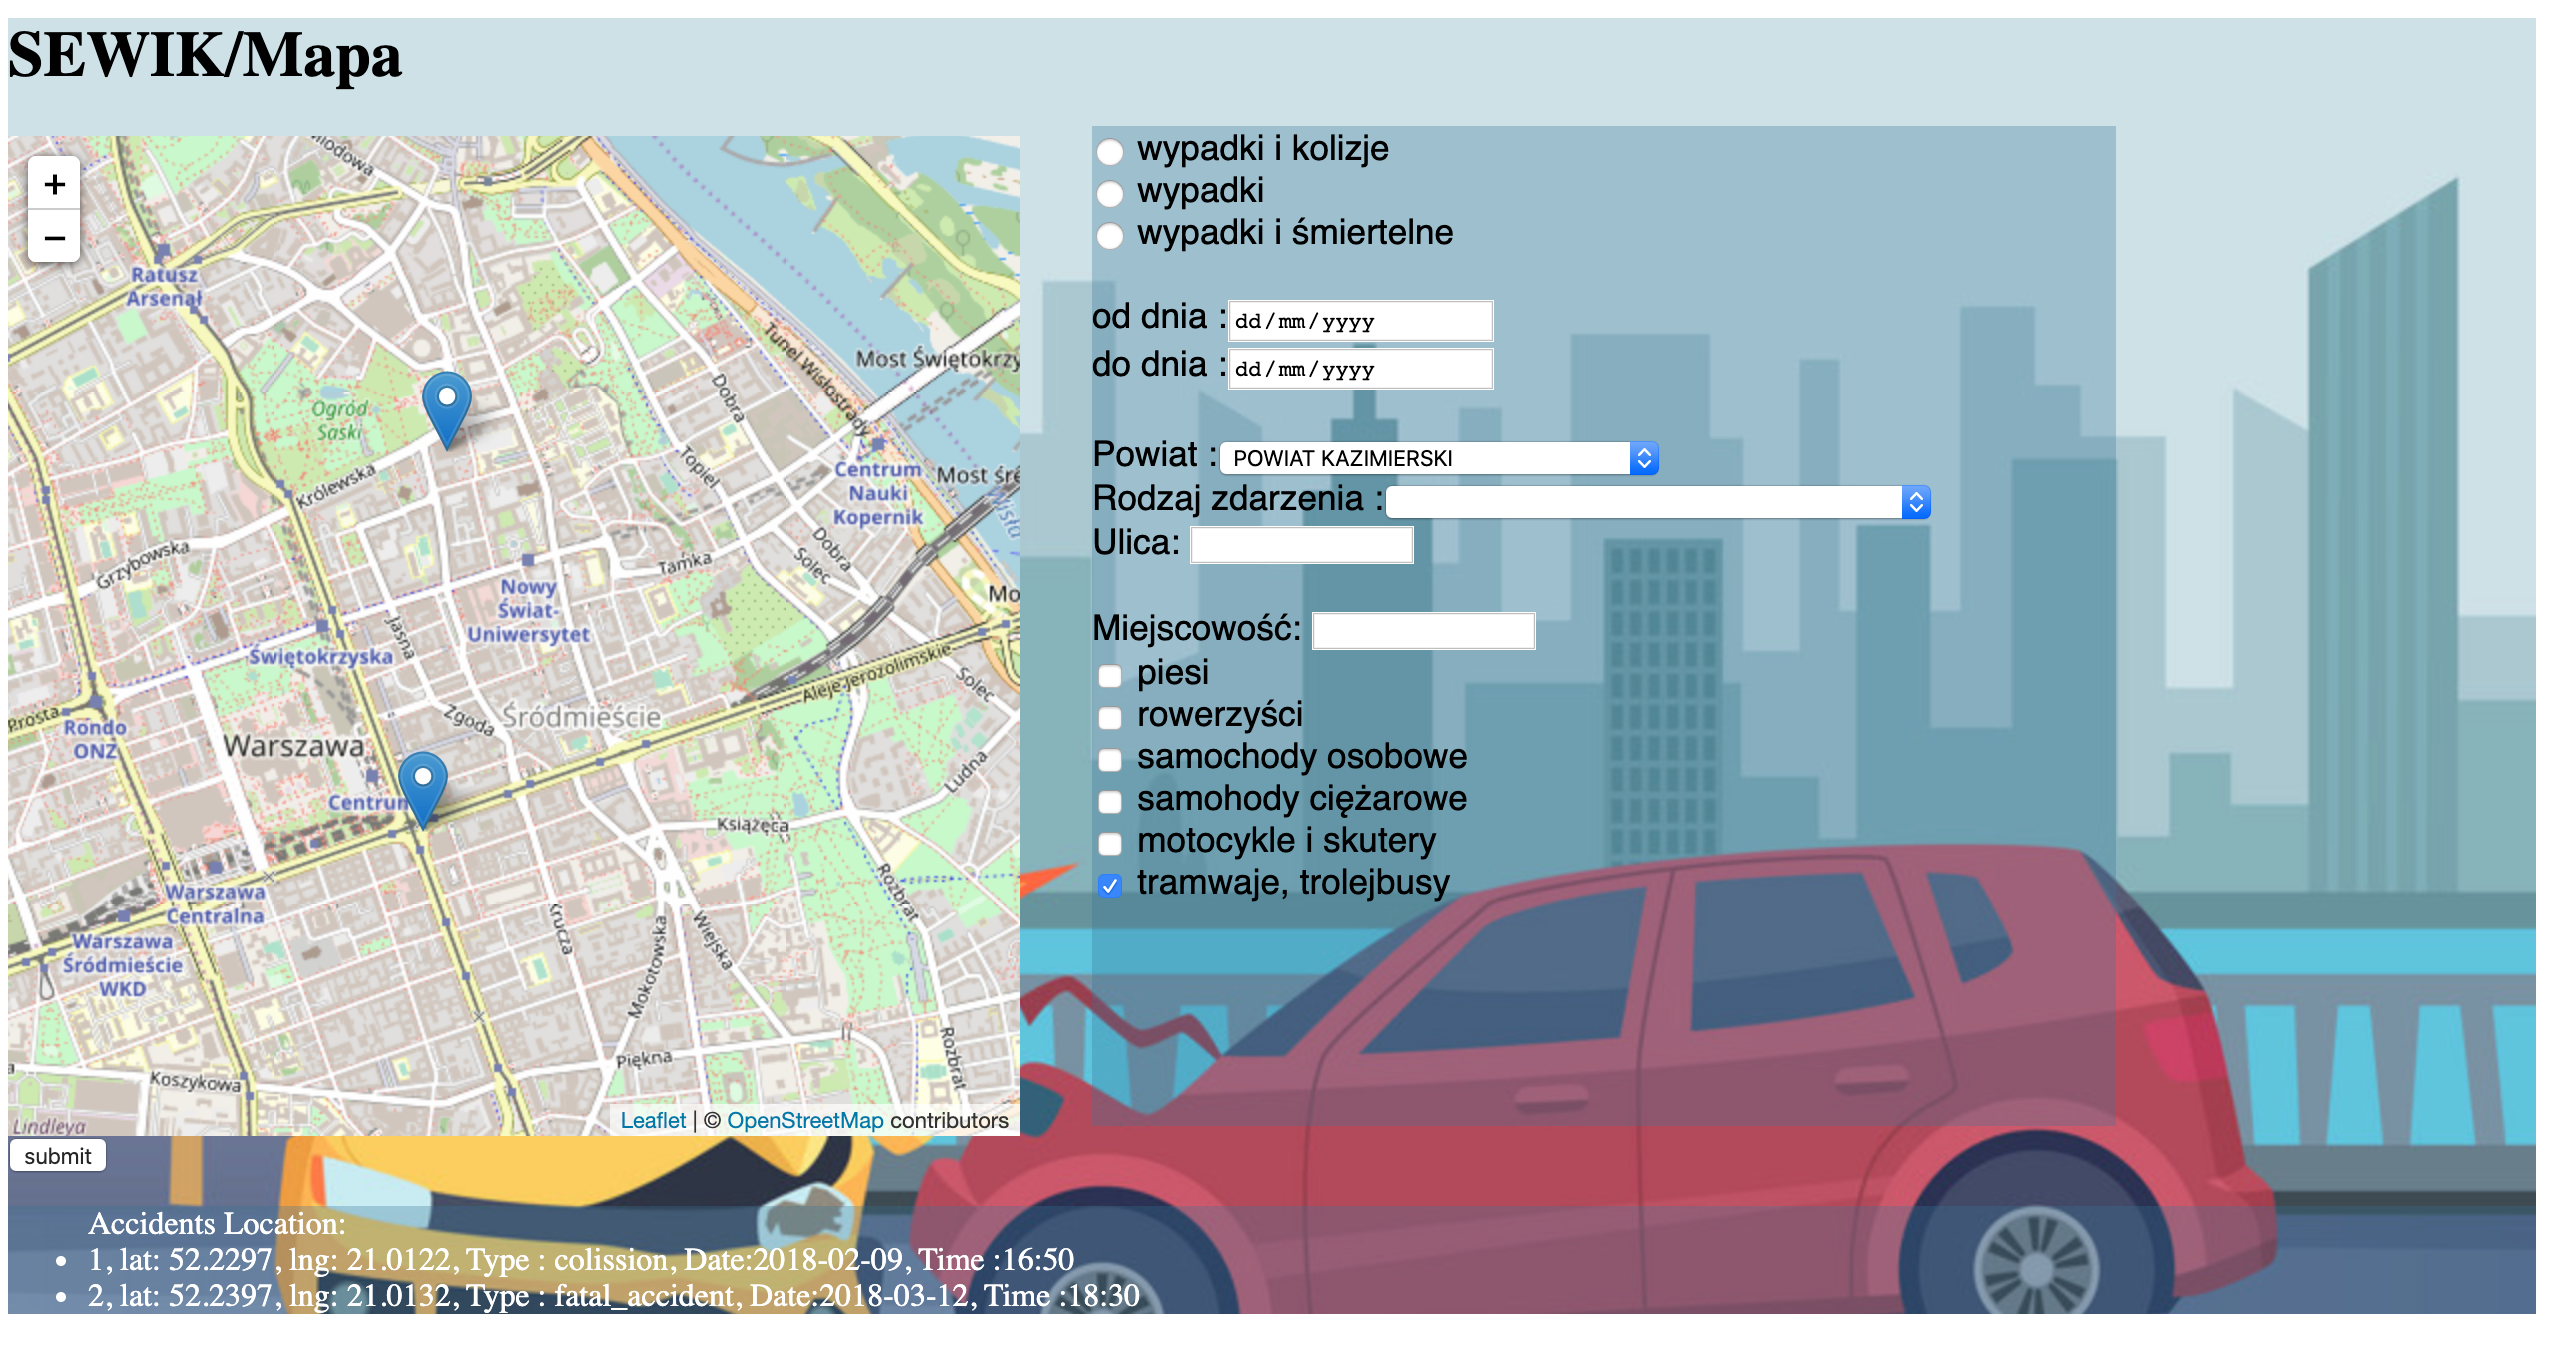 SEWIK/Mapa
+
−
Miodowa
Ratusz
Arsenał
Ogród
Saski
Królewska
Grzybowska
Tunel Wisłostrady
Most Świętokrzy
Dobra
Topiel
Centrum
Nauki
Kopernik
Most śre
Wisła
Dobra
Solec
Tamka
Nowy
Świat-
Uniwersytet
Mo
Jasna
Świętokrzyska
Aleje Jerozolimskie
Solec
Prosta
Rondo
ONZ
Zgoda
Śródmieście
Warszawa
Centrum
Ludna
Książęca
Rozbrat
Warszawa
Centralna
Krucza
Mokotowska
Wiejska
Warszawa
Śródmieście
WKD
Rozbrat
Piękna
Koszykowa
Lindleya
Leaflet | © OpenStreetMap contributors
wypadki i kolizje
wypadki
wypadki i śmiertelne
od dnia : dd/mm/yyyy
do dnia : dd/mm/yyyy
Powiat : POWIAT KAZIMIERSKI
Rodzaj zdarzenia :
Ulica:
Miejscowość:
piesi
rowerzyści
samochody osobowe
samohody ciężarowe
motocykle i skutery
tramwaje, trolejbusy
submit
Accidents Location:
1, lat: 52.2297, lng: 21.0122, Type : colission, Date:2018-02-09, Time :16:50
2, lat: 52.2397, lng: 21.0132, Type : fatal_accident, Date:2018-03-12, Time :18:30